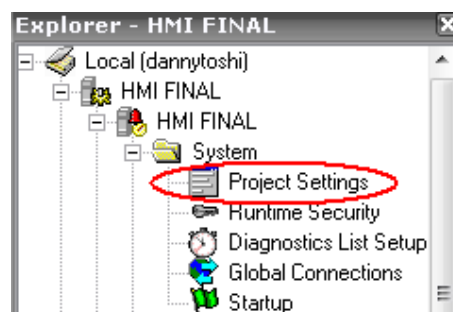 Explorer - HMI FINAL
Local (dannytoshi)
HMI FINAL
HMI FINAL
System
Project Settings
Runtime Security
Diagnostics List Setup
Global Connections
Startup